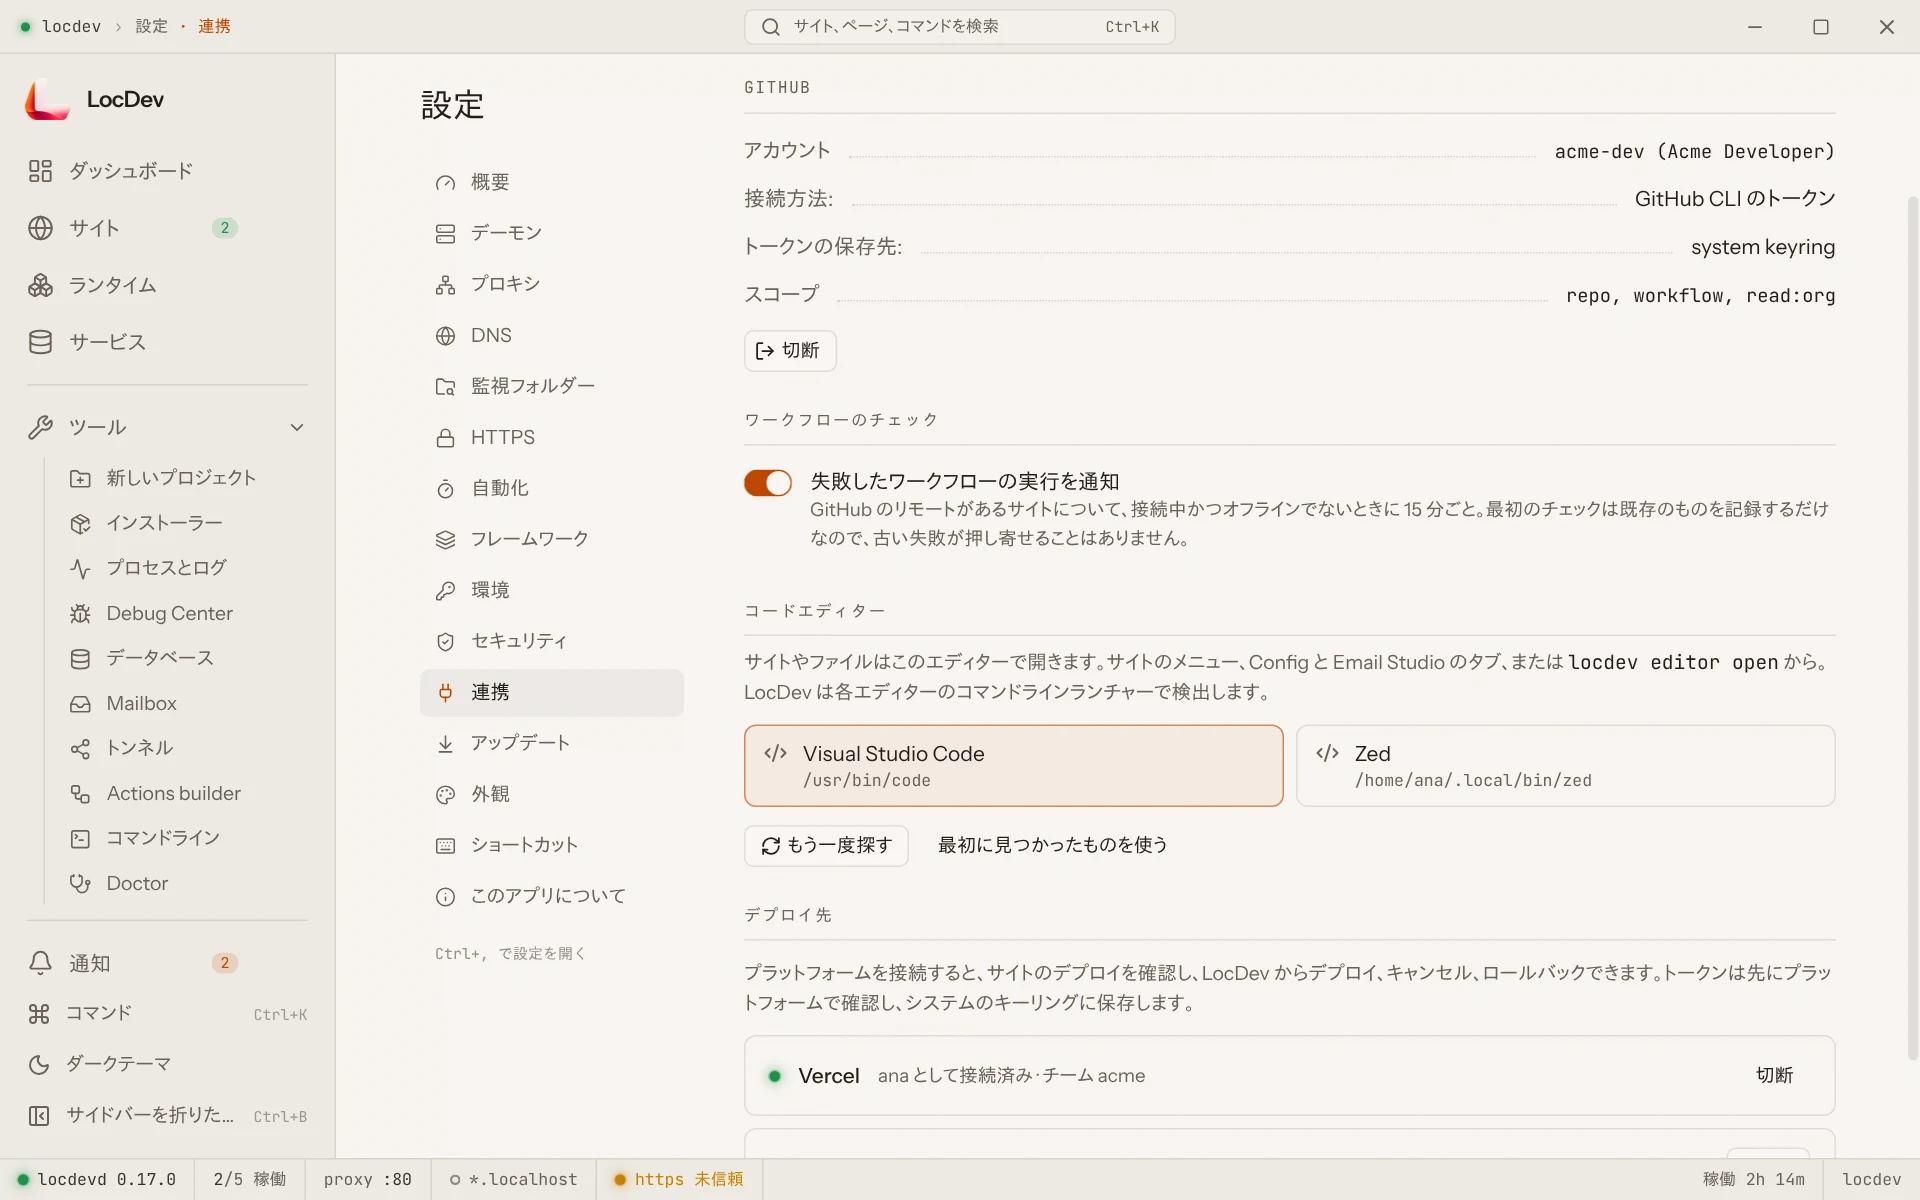 locdev › 設定 · 連携
サイト、ページ、コマンドを検索 Ctrl+K
LocDev
ダッシュボード
サイト 2
ランタイム
サービス
ツール
新しいプロジェクト
インストーラー
プロセスとログ
Debug Center
データベース
Mailbox
トンネル
Actions builder
コマンドライン
Doctor
通知 2
コマンド Ctrl+K
ダークテーマ
サイドバーを折りた... Ctrl+B
設定
概要
デーモン
プロキシ
DNS
監視フォルダー
HTTPS
自動化
フレームワーク
環境
セキュリティ
連携
アップデート
外観
ショートカット
このアプリについて
Ctrl+, で設定を開く
GITHUB
アカウント acme-dev (Acme Developer)
接続方法: GitHub CLI のトークン
トークンの保存先: system keyring
スコープ repo, workflow, read:org
切断
ワークフローのチェック
失敗したワークフローの実行を通知
GitHub のリモートがあるサイトについて、接続中かつオフラインでないときに 15 分ごと。最初のチェックは既存のものを記録するだけ
なので、古い失敗が押し寄せることはありません。
コードエディター
サイトやファイルはこのエディターで開きます。サイトのメニュー、Config と Email Studio のタブ、または locdev editor open から。
LocDev は各エディターのコマンドラインランチャーで検出します。
Visual Studio Code
/usr/bin/code
Zed
/home/ana/.local/bin/zed
もう一度探す 最初に見つかったものを使う
デプロイ先
プラットフォームを接続すると、サイトのデプロイを確認し、LocDev からデプロイ、キャンセル、ロールバックできます。トークンは先にプラッ
トフォームで確認し、システムのキーリングに保存します。
Vercel ana として接続済み · チーム acme 切断
locdevd 0.17.0 2/5 稼働 proxy :80 *.localhost https 未信頼 稼働 2h 14m locdev